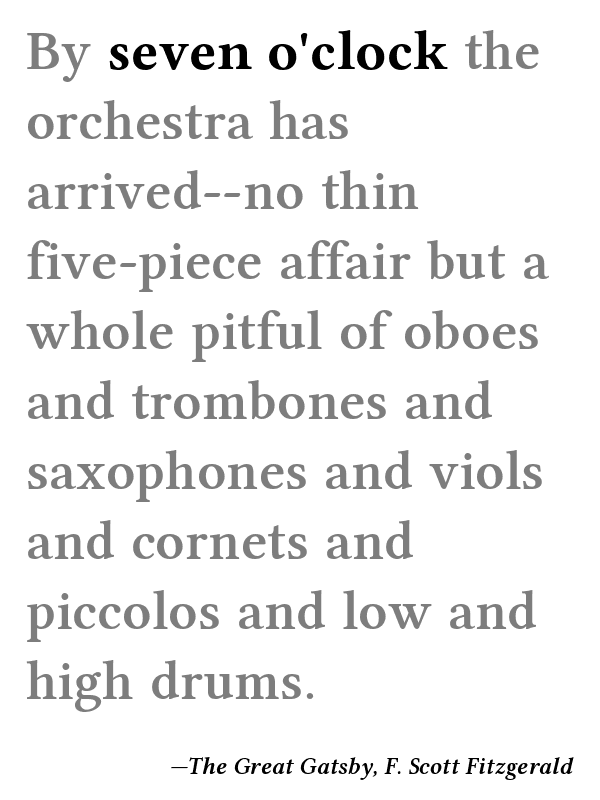 By seven o'clock the
orchestra has
arrived--no thin
five-piece affair but a
whole pitful of oboes
and trombones and
saxophones and viols
and cornets and
piccolos and low and
high drums.
—The Great Gatsby, F. Scott Fitzgerald